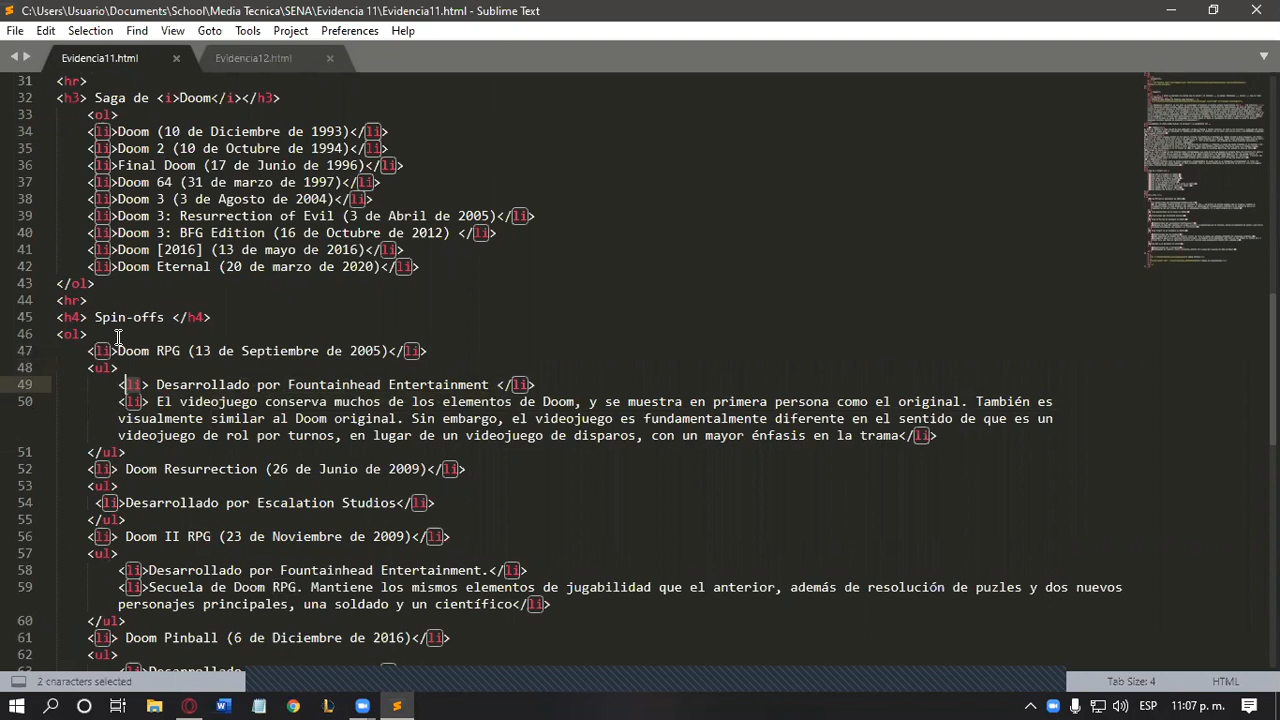 C:\Users\Usuario\Documents\School\Media Tecnica\SENA\Evidencia 11\Evidencia11.html - Sublime Text
File Edit Selection Find View Goto Tools Project Preferences Help
Evidencia11.html × Evidencia12.html ×
31 <hr>
32 <h3> Saga de <i>Doom</i></h3>
33 <ol>
34 <li>Doom (10 de Diciembre de 1993)</li>
35 <li>Doom 2 (10 de Octubre de 1994)</li>
36 <li>Final Doom (17 de Junio de 1996)</li>
37 <li>Doom 64 (31 de marzo de 1997)</li>
38 <li>Doom 3 (3 de Agosto de 2004)</li>
39 <li>Doom 3: Resurrection of Evil (3 de Abril de 2005)</li>
40 <li>Doom 3: BFG Edition (16 de Octubre de 2012)</li>
41 <li>Doom [2016] (13 de mayo de 2016)</li>
42 <li>Doom Eternal (20 de marzo de 2020)</li>
43 </ol>
44 <hr>
45 <h4> Spin-offs </h4>
46 <ol>
47 <li>Doom RPG (13 de Septiembre de 2005)</li>
48 <ul>
49 <li> Desarrollado por Fountainhead Entertainment </li>
50 <li> El videojuego conserva muchos de los elementos de Doom, y se muestra en primera persona como el original. También es
visualmente similar al Doom original. Sin embargo, el videojuego es fundamentalmente diferente en el sentido de que es un
videojuego de rol por turnos, en lugar de un videojuego de disparos, con un mayor énfasis en la trama</li>
51 </ul>
52 <li> Doom Resurrection (26 de Junio de 2009)</li>
53 <ul>
54 <li>Desarrollado por Escalation Studios</li>
55 </ul>
56 <li> Doom II RPG (23 de Noviembre de 2009)</li>
57 <ul>
58 <li>Desarrollado por Fountainhead Entertainment.</li>
59 <li>Secuela de Doom RPG. Mantiene los mismos elementos de jugabilidad que el anterior, además de resolución de puzles y dos nuevos
personajes principales, una soldado y un científico</li>
60 </ul>
61 <li> Doom Pinball (6 de Diciembre de 2016)</li>
62 <ul>
63 <li>Desarrollado
2 characters selected Tab Size: 4 HTML
ESP 11:07 p. m.